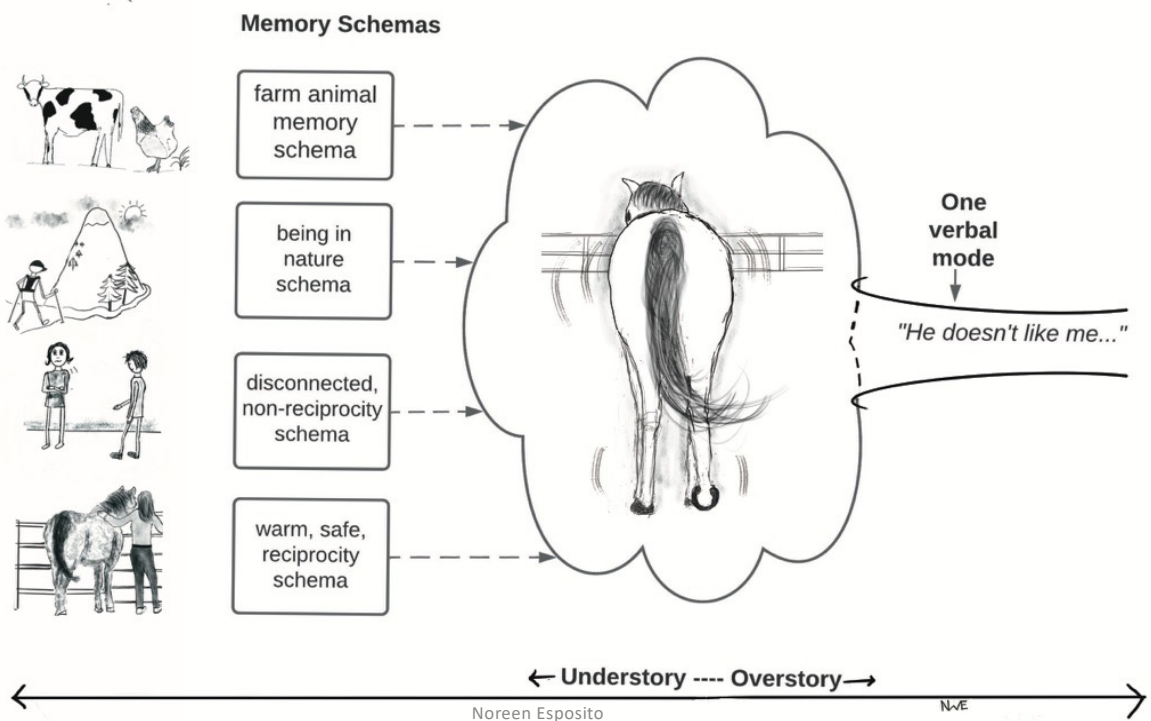 Memory Schemas
farm animal
memory
schema
being in
nature
schema
disconnected,
non-reciprocity
schema
warm, safe,
reciprocity
schema
One
verbal
mode
"He doesn't like me..."
Understory ---- Overstory
NWE
Noreen Esposito